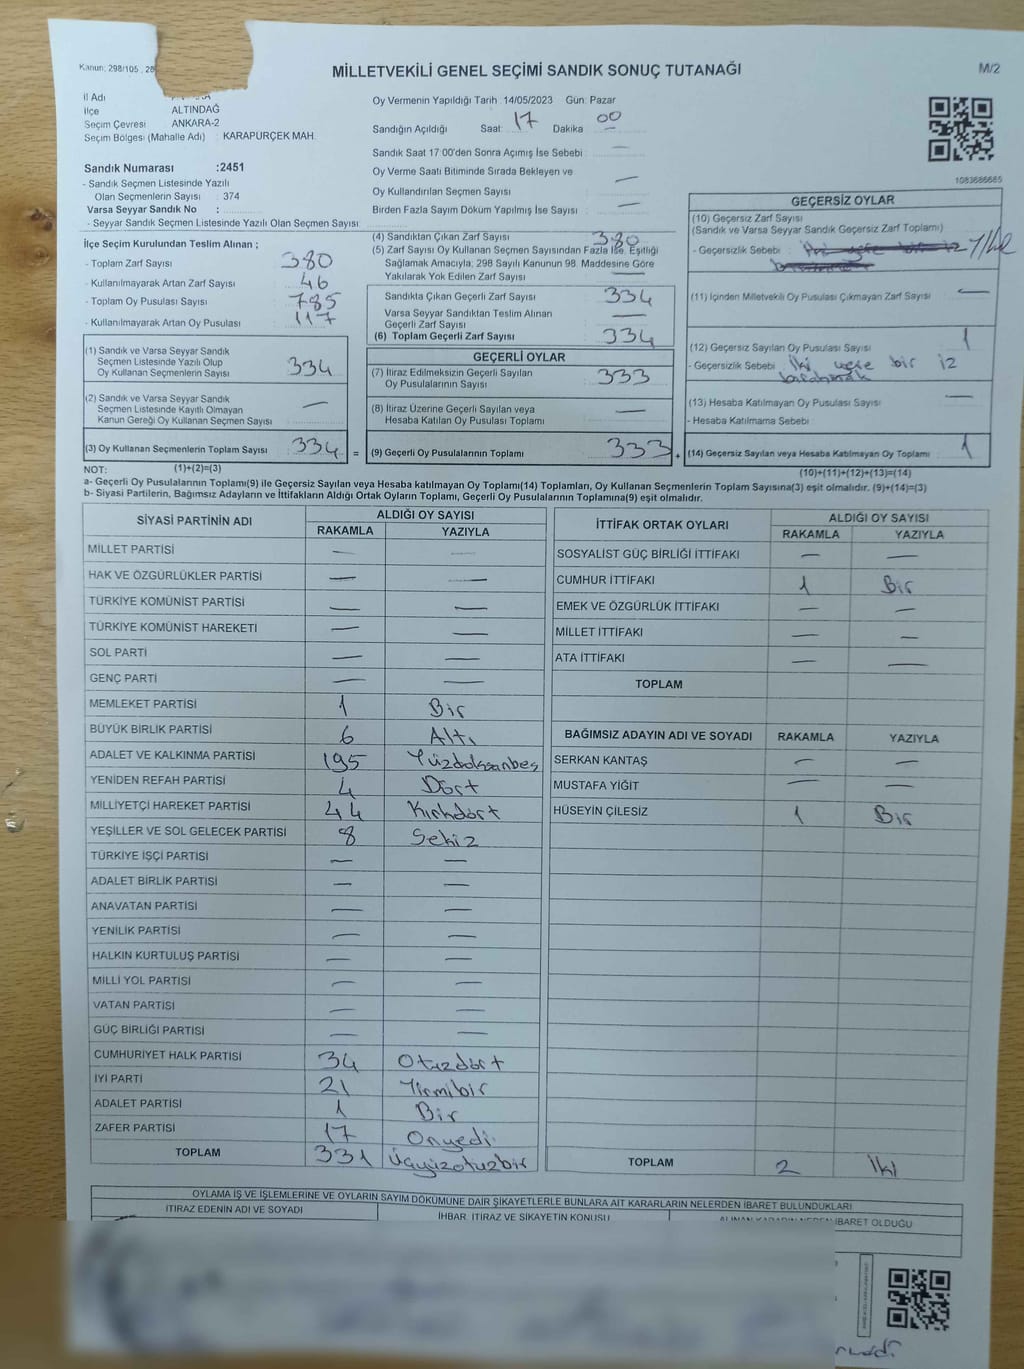 Kanun: 298/105, 28
MİLLETVEKİLİ GENEL SEÇİMİ SANDIK SONUÇ TUTANAĞI
M/2
İl Adı
İlçe ALTINDAĞ
Seçim Çevresi ANKARA-2
Seçim Bölgesi (Mahalle Adı) : KARAPURÇEK MAH.
Sandık Numarası :2451
- Sandık Seçmen Listesinde Yazılı
Olan Seçmenlerin Sayısı : 374
Varsa Seyyar Sandık No :
- Seyyar Sandık Seçmen Listesinde Yazılı Olan Seçmen Sayısı
Oy Vermenin Yapıldığı Tarih :14/05/2023 Gün: Pazar
Sandığın Açıldığı Saat: 17 Dakika 00
Sandık Saat 17:00'den Sonra Açımış İse Sebebi : —
Oy Verme Saati Bitiminde Sırada Bekleyen ve
Oy Kullandırılan Seçmen Sayısı —
Birden Fazla Sayım Döküm Yapılmış İse Sayısı —
1083686665
İlçe Seçim Kurulundan Teslim Alınan ;
- Toplam Zarf Sayısı 380
- Kullanılmayarak Artan Zarf Sayısı 46
- Toplam Oy Pusulası Sayısı 785
- Kullanılmayarak Artan Oy Pusulası 117
(1) Sandık ve Varsa Seyyar Sandık
Seçmen Listesinde Yazılı Olup
Oy Kullanan Seçmenlerin Sayısı 334
(2) Sandık ve Varsa Seyyar Sandık
Seçmen Listesinde Kayıtlı Olmayan
Kanun Gereği Oy Kullanan Seçmen Sayısı —
(3) Oy Kullanan Seçmenlerin Toplam Sayısı 334 =
(4) Sandıktan Çıkan Zarf Sayısı 380
(5) Zarf Sayısı Oy Kullanan Seçmen Sayısından Fazla İse, Eşitliği
Sağlamak Amacıyla; 298 Sayılı Kanunun 98. Maddesine Göre
Yakılarak Yok Edilen Zarf Sayısı —
Sandıkta Çıkan Geçerli Zarf Sayısı 334
Varsa Seyyar Sandıktan Teslim Alınan
Geçerli Zarf Sayısı —
(6) Toplam Geçerli Zarf Sayısı 334
GEÇERLİ OYLAR
(7) İtiraz Edilmeksizin Geçerli Sayılan
Oy Pusulalarının Sayısı 333
(8) İtiraz Üzerine Geçerli Sayılan veya
Hesaba Katılan Oy Pusulası Toplamı —
(9) Geçerli Oy Pusulalarının Toplamı 333 +
GEÇERSİZ OYLAR
(10) Geçersiz Zarf Sayısı
(Sandık ve Varsa Seyyar Sandık Geçersiz Zarf Toplamı)
- Geçersizlik Sebebi
(11) İçinden Milletvekili Oy Pusulası Çıkmayan Zarf Sayısı —
(12) Geçersiz Sayılan Oy Pusulası Sayısı 1
- Geçersizlik Sebebi İki uçse bir iz
bırakmak
(13) Hesaba Katılmayan Oy Pusulası Sayısı —
- Hesaba Katılmama Sebebi
(14) Geçersiz Sayılan veya Hesaba Katılmayan Oy Toplamı 1
NOT: (1)+(2)=(3)
(10)+(11)+(12)+(13)=(14)
a- Geçerli Oy Pusulalarının Toplamı(9) ile Geçersiz Sayılan veya Hesaba katılmayan Oy Toplamı(14) Toplamları, Oy Kullanan Seçmenlerin Toplam Sayısına(3) eşit olmalıdır. (9)+(14)=(3)
b- Siyasi Partilerin, Bağımsız Adayların ve İttifakların Aldığı Ortak Oyların Toplamı, Geçerli Oy Pusulalarının Toplamına(9) eşit olmalıdır.
SİYASİ PARTİNİN ADI ALDIĞI OY SAYISI
RAKAMLA YAZIYLA
MİLLET PARTİSİ — —
HAK VE ÖZGÜRLÜKLER PARTİSİ — —
TÜRKİYE KOMÜNİST PARTİSİ — —
TÜRKİYE KOMÜNİST HAREKETİ — —
SOL PARTİ — —
GENÇ PARTİ — —
MEMLEKET PARTİSİ 1 Bir
BÜYÜK BİRLİK PARTİSİ 6 Altı
ADALET VE KALKINMA PARTİSİ 195 Yüzdoksanbeş
YENİDEN REFAH PARTİSİ 4 Dört
MİLLİYETÇİ HAREKET PARTİSİ 44 Kırkdört
YEŞİLLER VE SOL GELECEK PARTİSİ 8 Sekiz
TÜRKİYE İŞÇİ PARTİSİ — —
ADALET BİRLİK PARTİSİ — —
ANAVATAN PARTİSİ — —
YENİLİK PARTİSİ — —
HALKIN KURTULUŞ PARTİSİ — —
MİLLİ YOL PARTİSİ — —
VATAN PARTİSİ — —
GÜÇ BİRLİĞİ PARTİSİ — —
CUMHURİYET HALK PARTİSİ 34 Otuzdört
İYİ PARTİ 21 Yirmibir
ADALET PARTİSİ 1 Bir
ZAFER PARTİSİ 17 Onyedi
TOPLAM 331 Üçyüzotuzbir
İTTİFAK ORTAK OYLARI ALDIĞI OY SAYISI
RAKAMLA YAZIYLA
SOSYALİST GÜÇ BİRLİĞİ İTTİFAKI — —
CUMHUR İTTİFAKI 1 Bir
EMEK VE ÖZGÜRLÜK İTTİFAKI — —
MİLLET İTTİFAKI — —
ATA İTTİFAKI — —
TOPLAM
BAĞIMSIZ ADAYIN ADI VE SOYADI RAKAMLA YAZIYLA
SERKAN KANTAŞ — —
MUSTAFA YİĞİT — —
HÜSEYİN ÇİLESİZ 1 Bir
TOPLAM 2 İki
OYLAMA İŞ VE İŞLEMLERİNE VE OYLARIN SAYIM DÖKÜMÜNE DAİR ŞİKAYETLERLE BUNLARA AİT KARARLARIN NELERDEN İBARET BULUNDUKLARI
İTİRAZ EDENİN ADI VE SOYADI
İHBAR, İTİRAZ VE ŞİKAYETİN KONUSU
ALINAN KARARIN NEDEN İBARET OLDUĞU